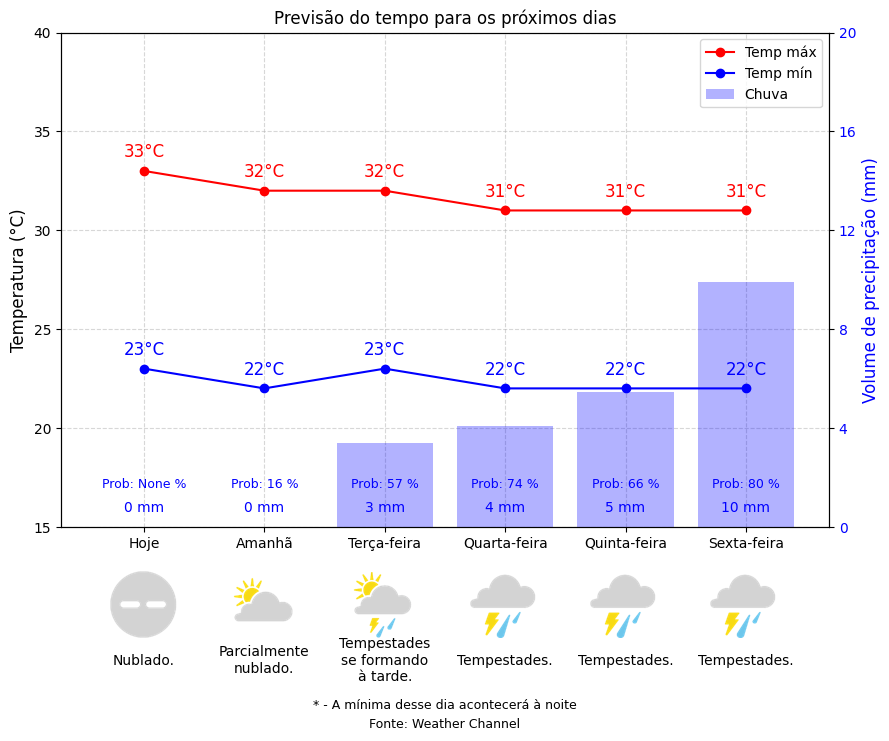 Previsão do tempo para os próximos dias
Temp máx
Temp mín
Chuva
Temperatura (°C)
Volume de precipitação (mm)
40
35
30
25
20
15
20
16
12
8
4
0
33°C
32°C
32°C
31°C
31°C
31°C
23°C
22°C
23°C
22°C
22°C
22°C
Prob: None %
Prob: 16 %
Prob: 57 %
Prob: 74 %
Prob: 66 %
Prob: 80 %
0 mm
0 mm
3 mm
4 mm
5 mm
10 mm
Hoje
Amanhã
Terça-feira
Quarta-feira
Quinta-feira
Sexta-feira
Nublado.
Parcialmente
nublado.
Tempestades
se formando
à tarde.
Tempestades.
Tempestades.
Tempestades.
* - A mínima desse dia acontecerá à noite
Fonte: Weather Channel